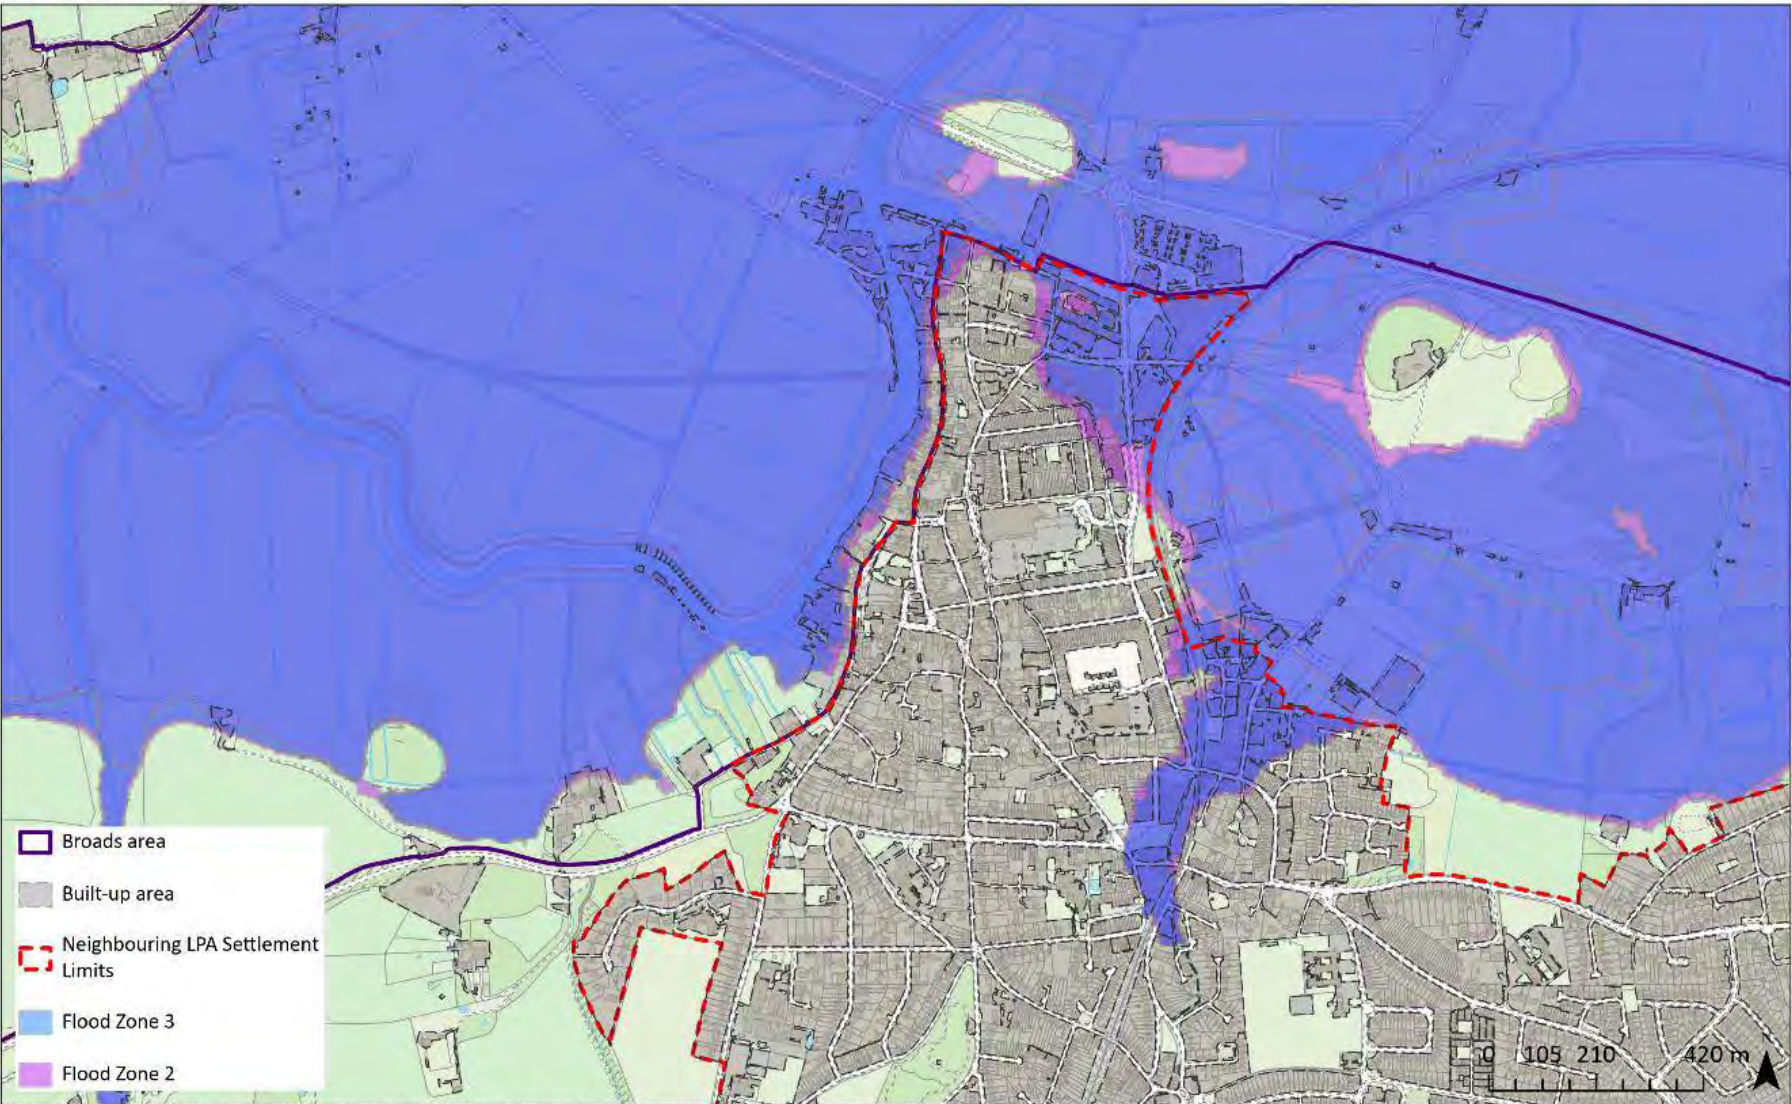 Broads area
Built-up area
Neighbouring LPA Settlement
Limits
Flood Zone 3
Flood Zone 2
0 105 210 420 m